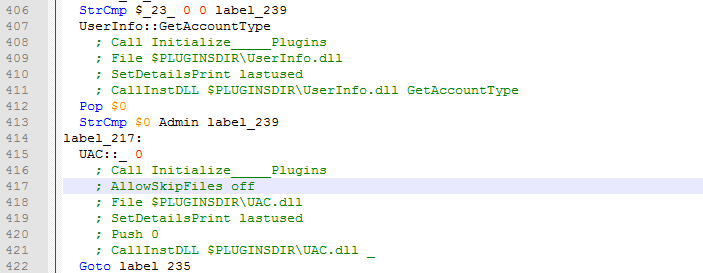 406 StrCmp $_23_ 0 0 label_239
407 UserInfo::GetAccountType
408 ; Call Initialize_____Plugins
409 ; File $PLUGINSDIR\UserInfo.dll
410 ; SetDetailsPrint lastused
411 ; CallInstDLL $PLUGINSDIR\UserInfo.dll GetAccountType
412 Pop $0
413 StrCmp $0 Admin label_239
414 label_217:
415 UAC::_ 0
416 ; Call Initialize_____Plugins
417 ; AllowSkipFiles off
418 ; File $PLUGINSDIR\UAC.dll
419 ; SetDetailsPrint lastused
420 ; Push 0
421 ; CallInstDLL $PLUGINSDIR\UAC.dll _
422 Goto label_235